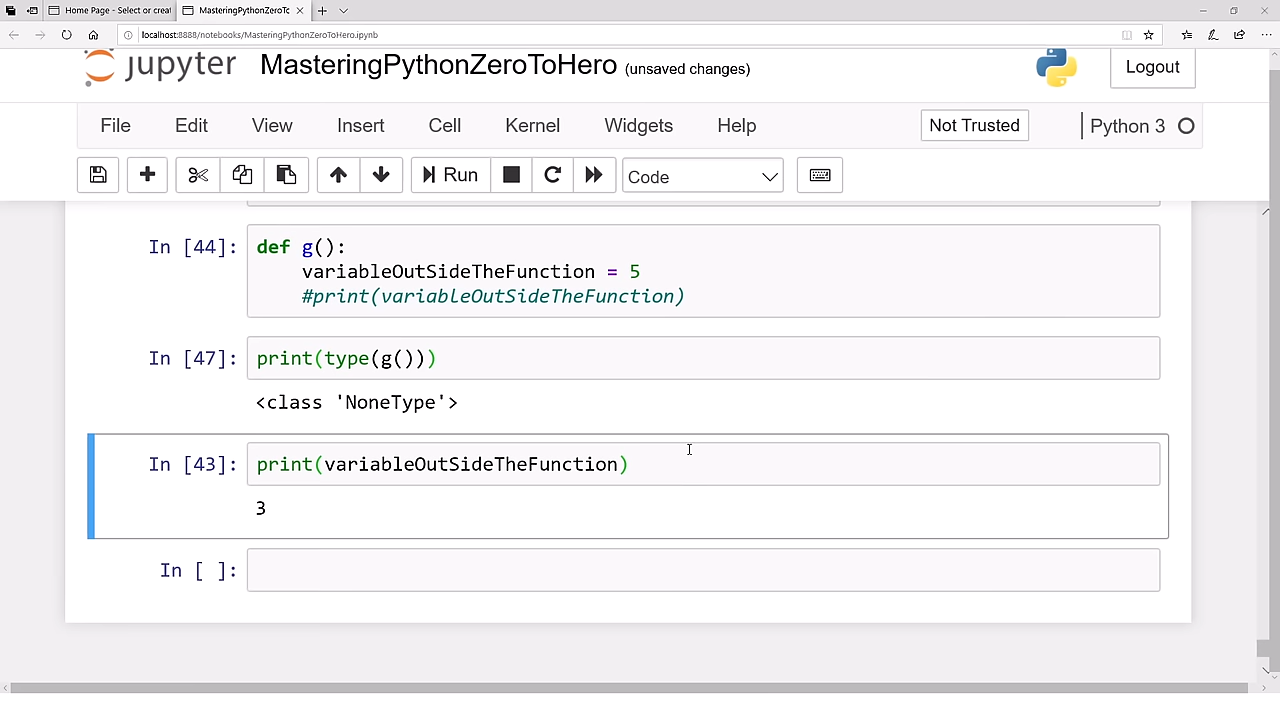 Home Page - Select or creat
MasteringPythonZeroTo
localhost:8888/notebooks/MasteringPythonZeroToHero.ipynb
jupyter MasteringPythonZeroToHero (unsaved changes)
Logout
File Edit View Insert Cell Kernel Widgets Help Not Trusted Python 3
Run Code
In [44]: def g():
variableOutSideTheFunction = 5
#print(variableOutSideTheFunction)
In [47]: print(type(g()))
<class 'NoneType'>
In [43]: print(variableOutSideTheFunction)
3
In [ ]: